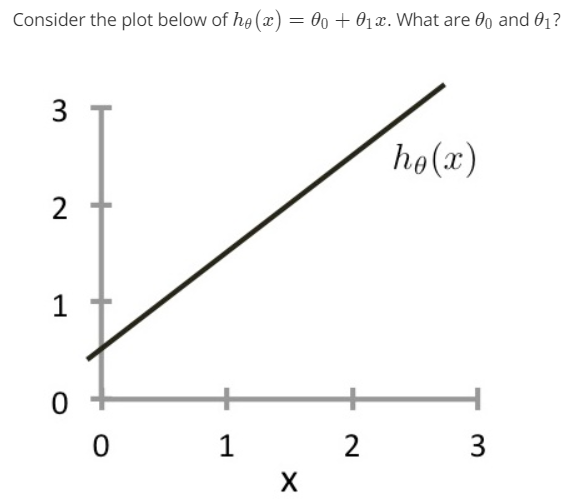 Consider the plot below of hθ(x) = θ0 + θ1x. What are θ0 and θ1?
3
hθ(x)
2
1
0
0 1 2 3
X